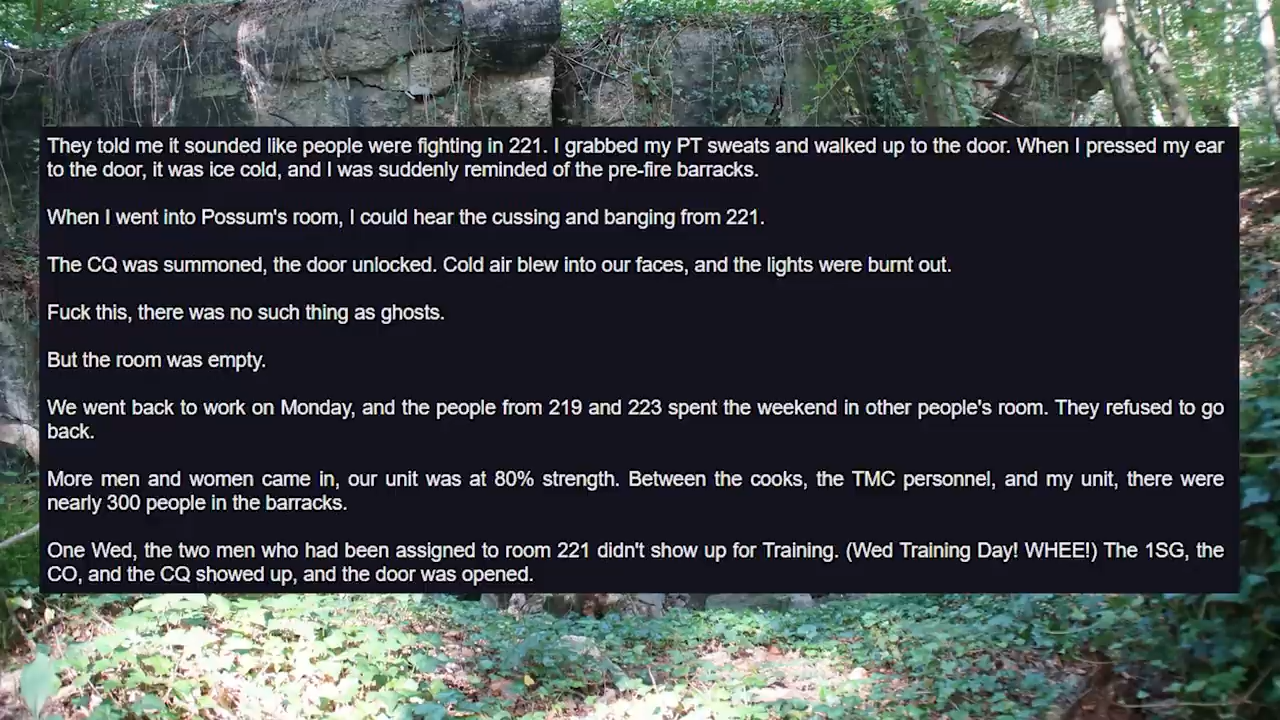 They told me it sounded like people were fighting in 221. I grabbed my PT sweats and walked up to the door. When I pressed my ear
to the door, it was ice cold, and I was suddenly reminded of the pre-fire barracks.
When I went into Possum's room, I could hear the cussing and banging from 221.
The CQ was summoned, the door unlocked. Cold air blew into our faces, and the lights were burnt out.
Fuck this, there was no such thing as ghosts.
But the room was empty.
We went back to work on Monday, and the people from 219 and 223 spent the weekend in other people's room. They refused to go
back.
More men and women came in, our unit was at 80% strength. Between the cooks, the TMC personnel, and my unit, there were
nearly 300 people in the barracks.
One Wed, the two men who had been assigned to room 221 didn't show up for Training. (Wed Training Day! WHEE!) The 1SG, the
CO, and the CQ showed up, and the door was opened.